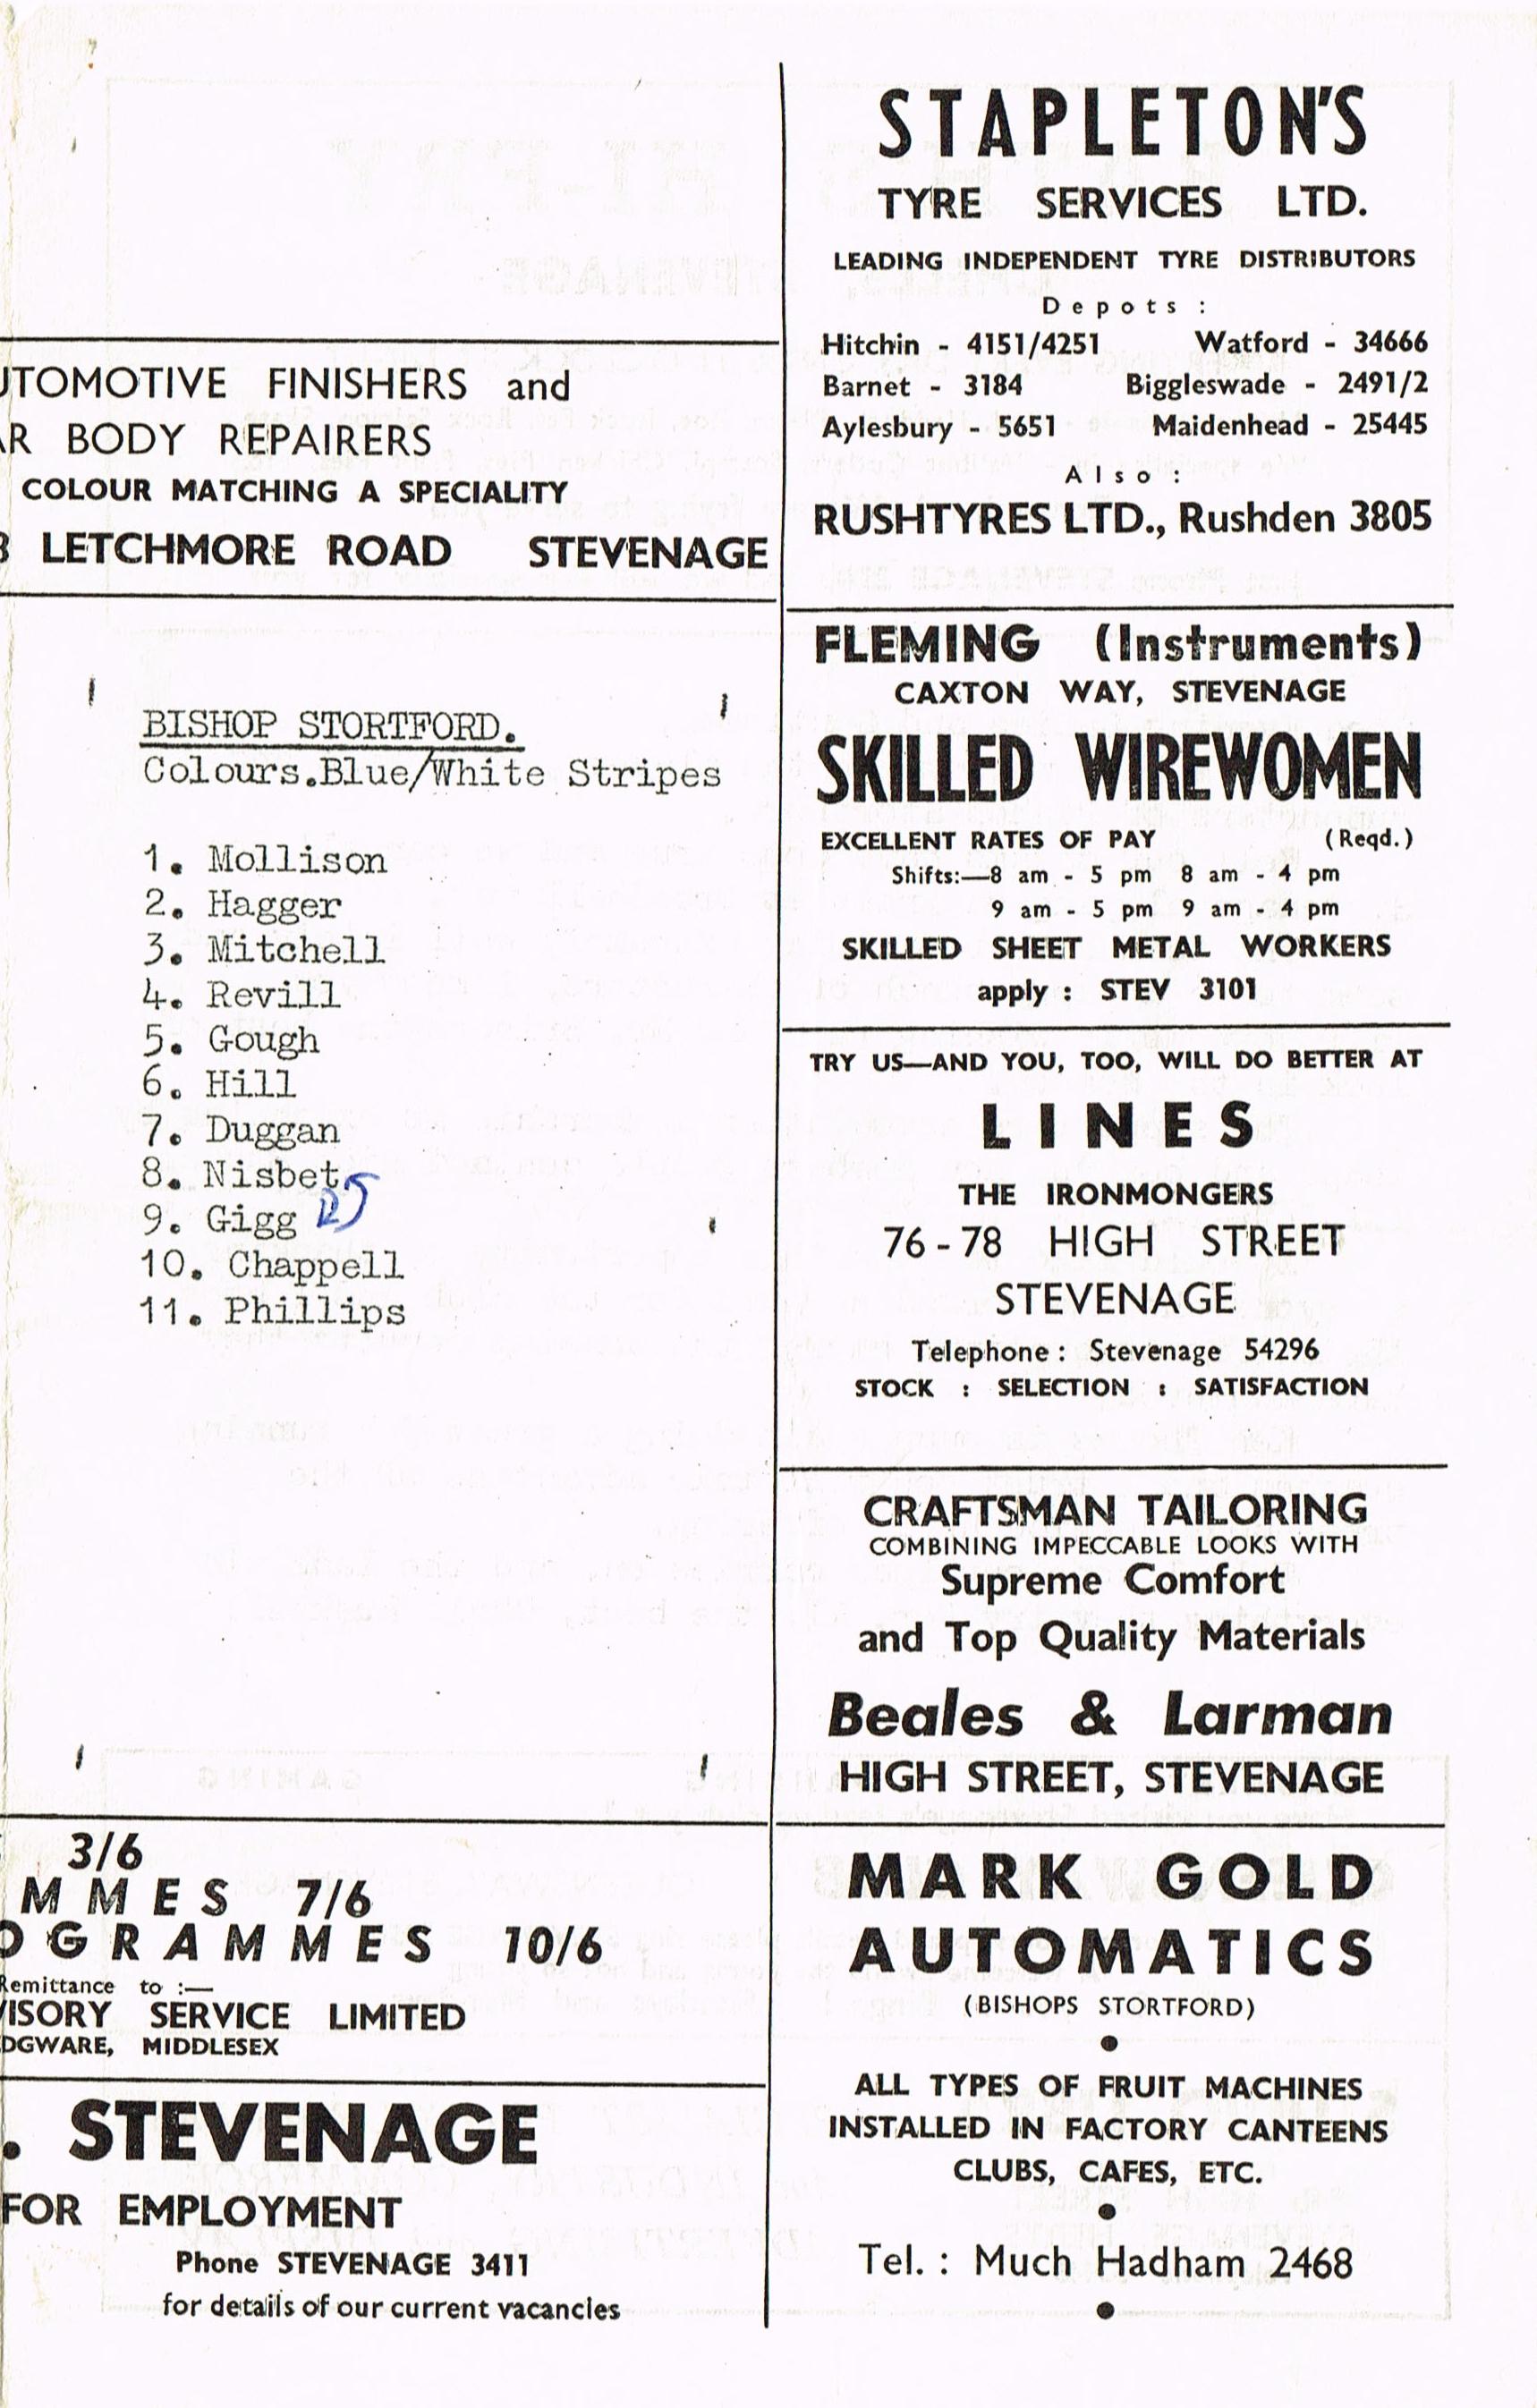 UTOMOTIVE FINISHERS and
AR BODY REPAIRERS
COLOUR MATCHING A SPECIALITY
LETCHMORE ROAD STEVENAGE
BISHOP STORTFORD.
Colours.Blue/White Stripes
1. Mollison
2. Hagger
3. Mitchell
4. Revill
5. Gough
6. Hill
7. Duggan
8. Nisbet
9. Gigg
10. Chappell
11. Phillips
3/6
MMES 7/6
OGRAMMES 10/6
Remittance to :—
VISORY SERVICE LIMITED
DGWARE, MIDDLESEX
. STEVENAGE
FOR EMPLOYMENT
Phone STEVENAGE 3411
for details of our current vacancies
STAPLETON'S
TYRE SERVICES LTD.
LEADING INDEPENDENT TYRE DISTRIBUTORS
Depots :
Hitchin - 4151/4251 Watford - 34666
Barnet - 3184 Biggleswade - 2491/2
Aylesbury - 5651 Maidenhead - 25445
Also :
RUSHTYRES LTD., Rushden 3805
FLEMING (Instruments)
CAXTON WAY, STEVENAGE
SKILLED WIREWOMEN
EXCELLENT RATES OF PAY (Reqd.)
Shifts:—8 am - 5 pm 8 am - 4 pm
9 am - 5 pm 9 am - 4 pm
SKILLED SHEET METAL WORKERS
apply : STEV 3101
TRY US—AND YOU, TOO, WILL DO BETTER AT
LINES
THE IRONMONGERS
76-78 HIGH STREET
STEVENAGE
Telephone : Stevenage 54296
STOCK : SELECTION : SATISFACTION
CRAFTSMAN TAILORING
COMBINING IMPECCABLE LOOKS WITH
Supreme Comfort
and Top Quality Materials
Beales & Larman
HIGH STREET, STEVENAGE
MARK GOLD
AUTOMATICS
(BISHOPS STORTFORD)
ALL TYPES OF FRUIT MACHINES
INSTALLED IN FACTORY CANTEENS
CLUBS, CAFES, ETC.
Tel. : Much Hadham 2468